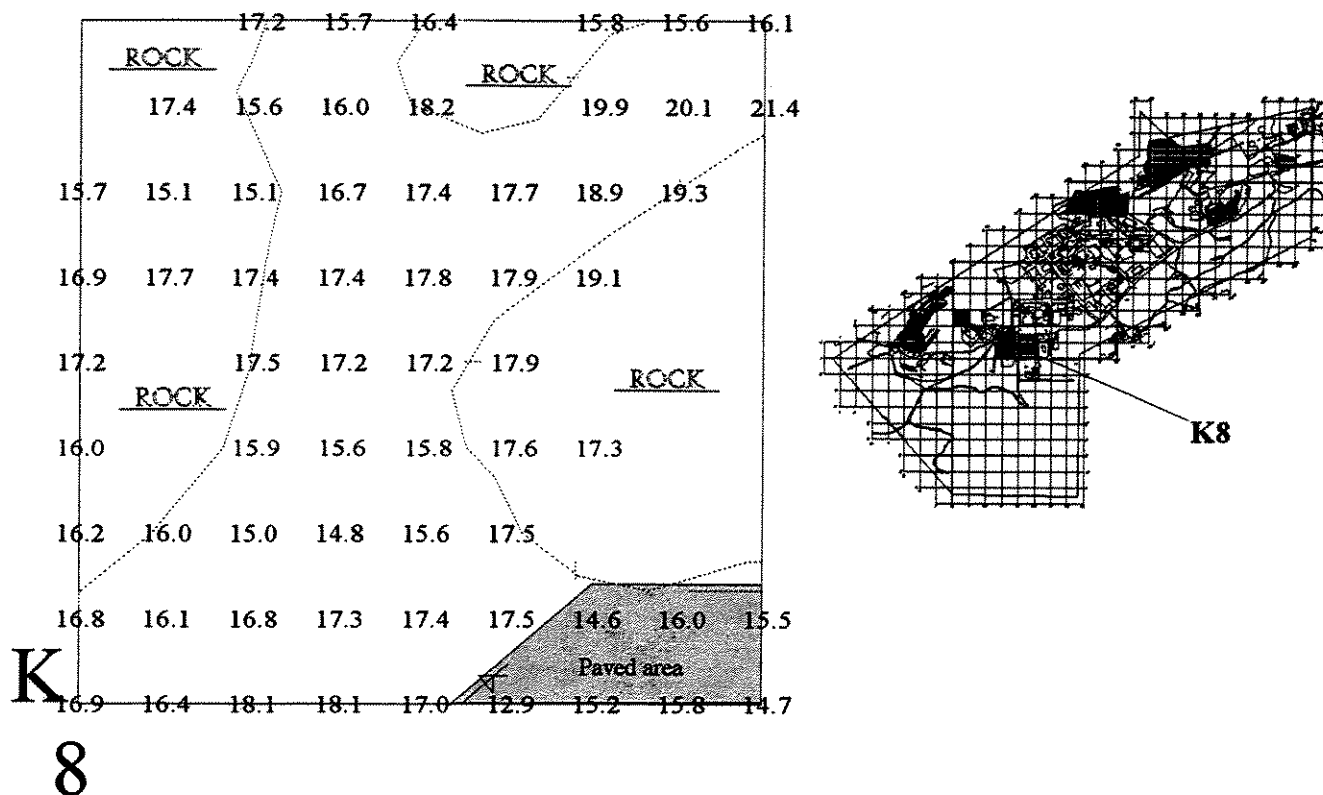 17.2 15.7 16.4 15.8 15.6 16.1
ROCK
ROCK
17.4 15.6 16.0 18.2 19.9 20.1 21.4
15.7 15.1 15.1 16.7 17.4 17.7 18.9 19.3
16.9 17.7 17.4 17.4 17.8 17.9 19.1
17.2 17.5 17.2 17.2 17.9
ROCK
ROCK
K8
16.0 15.9 15.6 15.8 17.6 17.3
16.2 16.0 15.0 14.8 15.6 17.5
16.8 16.1 16.8 17.3 17.4 17.5 14.6 16.0 15.5
Paved area
K
16.9 16.4 18.1 18.1 17.0 12.9 15.2 15.8 14.7
8